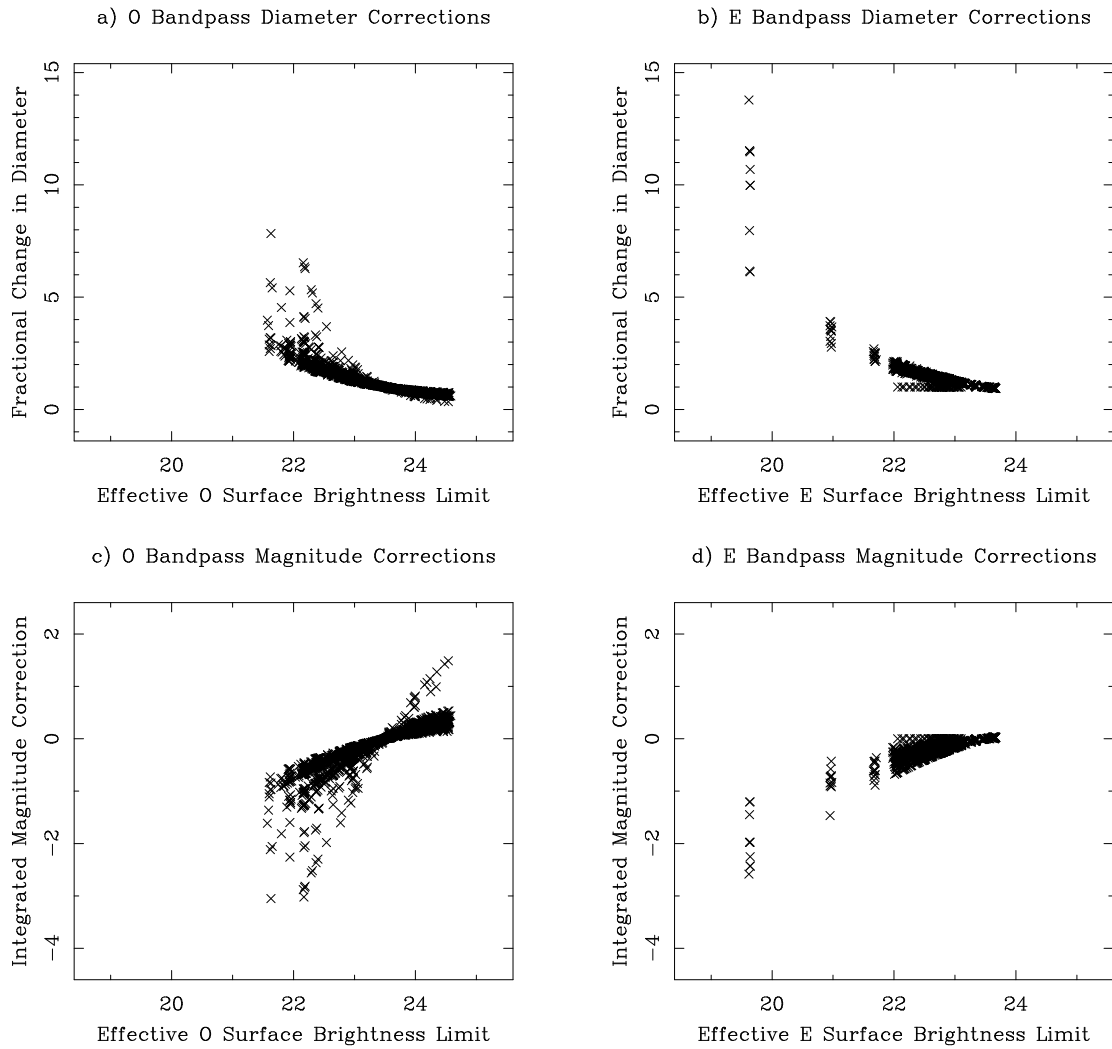 a) O Bandpass Diameter Corrections
Fractional Change in Diameter
15
10
5
0
20 22 24
Effective O Surface Brightness Limit
b) E Bandpass Diameter Corrections
Fractional Change in Diameter
15
10
5
0
20 22 24
Effective E Surface Brightness Limit
c) O Bandpass Magnitude Corrections
Integrated Magnitude Correction
2
0
−2
−4
20 22 24
Effective O Surface Brightness Limit
d) E Bandpass Magnitude Corrections
Integrated Magnitude Correction
2
0
−2
−4
20 22 24
Effective E Surface Brightness Limit